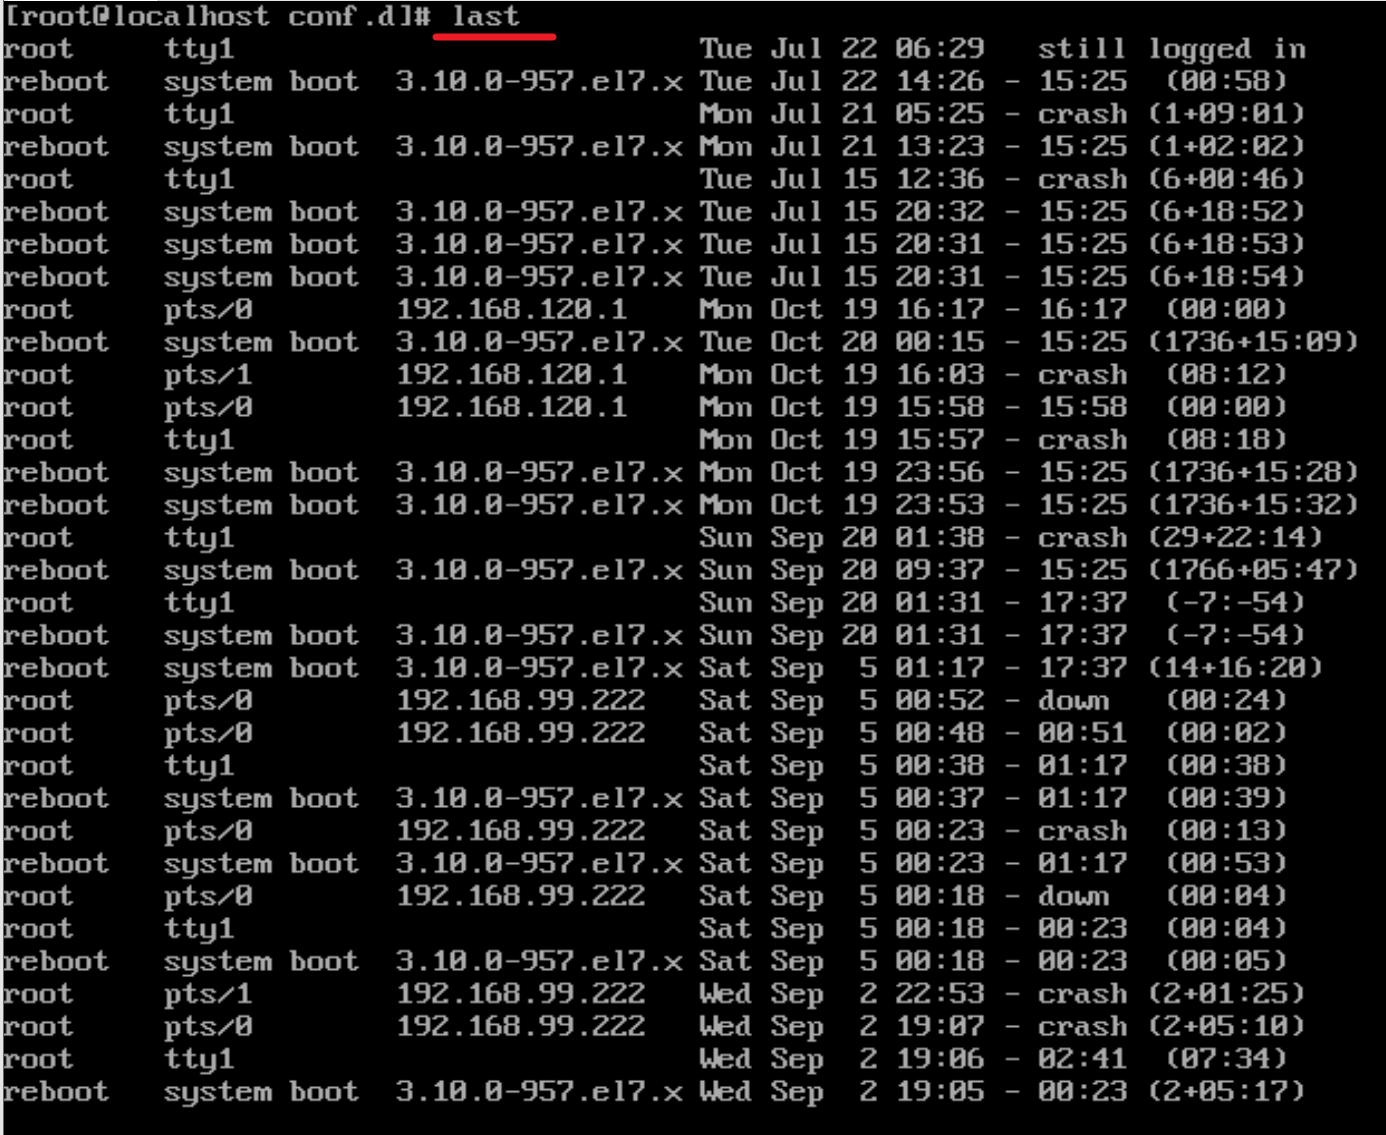 [root@localhost conf.d]# last
root     tty1                          Tue Jul 22 06:29   still logged in
reboot   system boot  3.10.0-957.el7.x Tue Jul 22 14:26 - 15:25  (00:58)
root     tty1                          Mon Jul 21 05:25 - crash (1+09:01)
reboot   system boot  3.10.0-957.el7.x Mon Jul 21 13:23 - 15:25 (1+02:02)
root     tty1                          Tue Jul 15 12:36 - crash (6+00:46)
reboot   system boot  3.10.0-957.el7.x Tue Jul 15 20:32 - 15:25 (6+18:52)
reboot   system boot  3.10.0-957.el7.x Tue Jul 15 20:31 - 15:25 (6+18:53)
reboot   system boot  3.10.0-957.el7.x Tue Jul 15 20:31 - 15:25 (6+18:54)
root     pts/0        192.168.120.1    Mon Oct 19 16:17 - 16:17  (00:00)
reboot   system boot  3.10.0-957.el7.x Tue Oct 20 00:15 - 15:25 (1736+15:09)
root     pts/1        192.168.120.1    Mon Oct 19 16:03 - crash  (08:12)
root     pts/0        192.168.120.1    Mon Oct 19 15:58 - 15:58  (00:00)
root     tty1                          Mon Oct 19 15:57 - crash  (08:18)
reboot   system boot  3.10.0-957.el7.x Mon Oct 19 23:56 - 15:25 (1736+15:28)
reboot   system boot  3.10.0-957.el7.x Mon Oct 19 23:53 - 15:25 (1736+15:32)
root     tty1                          Sun Sep 20 01:38 - crash (29+22:14)
reboot   system boot  3.10.0-957.el7.x Sun Sep 20 09:37 - 15:25 (1766+05:47)
root     tty1                          Sun Sep 20 01:31 - 17:37  (-7:-54)
reboot   system boot  3.10.0-957.el7.x Sun Sep 20 01:31 - 17:37  (-7:-54)
reboot   system boot  3.10.0-957.el7.x Sat Sep  5 01:17 - 17:37 (14+16:20)
root     pts/0        192.168.99.222   Sat Sep  5 00:52 - down   (00:24)
root     pts/0        192.168.99.222   Sat Sep  5 00:48 - 00:51  (00:02)
root     tty1                          Sat Sep  5 00:38 - 01:17  (00:38)
reboot   system boot  3.10.0-957.el7.x Sat Sep  5 00:37 - 01:17  (00:39)
root     pts/0        192.168.99.222   Sat Sep  5 00:23 - crash  (00:13)
reboot   system boot  3.10.0-957.el7.x Sat Sep  5 00:23 - 01:17  (00:53)
root     pts/0        192.168.99.222   Sat Sep  5 00:18 - down   (00:04)
root     tty1                          Sat Sep  5 00:18 - 00:23  (00:04)
reboot   system boot  3.10.0-957.el7.x Sat Sep  5 00:18 - 00:23  (00:05)
root     pts/1        192.168.99.222   Wed Sep  2 22:53 - crash (2+01:25)
root     pts/0        192.168.99.222   Wed Sep  2 19:07 - crash (2+05:10)
root     tty1                          Wed Sep  2 19:06 - 02:41  (07:34)
reboot   system boot  3.10.0-957.el7.x Wed Sep  2 19:05 - 00:23 (2+05:17)